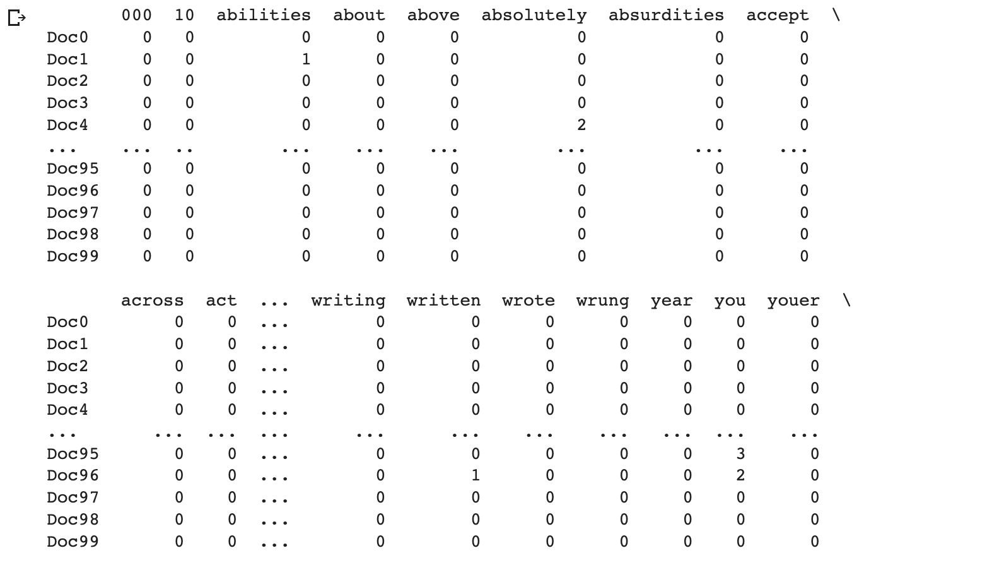 000 10 abilities about above absolutely absurdities accept \
Doc0 0 0 0 0 0 0 0 0
Doc1 0 0 1 0 0 0 0 0
Doc2 0 0 0 0 0 0 0 0
Doc3 0 0 0 0 0 0 0 0
Doc4 0 0 0 0 0 2 0 0
... ... .. ... ... ... ... ... ...
Doc95 0 0 0 0 0 0 0 0
Doc96 0 0 0 0 0 0 0 0
Doc97 0 0 0 0 0 0 0 0
Doc98 0 0 0 0 0 0 0 0
Doc99 0 0 0 0 0 0 0 0
across act ... writing written wrote wrung year you youer \
Doc0 0 0 ... 0 0 0 0 0 0 0
Doc1 0 0 ... 0 0 0 0 0 0 0
Doc2 0 0 ... 0 0 0 0 0 0 0
Doc3 0 0 ... 0 0 0 0 0 0 0
Doc4 0 0 ... 0 0 0 0 0 0 0
... ... ... ... ... ... ... ... ... ... ...
Doc95 0 0 ... 0 0 0 0 0 3 0
Doc96 0 0 ... 0 1 0 0 0 2 0
Doc97 0 0 ... 0 0 0 0 0 0 0
Doc98 0 0 ... 0 0 0 0 0 0 0
Doc99 0 0 ... 0 0 0 0 0 0 0